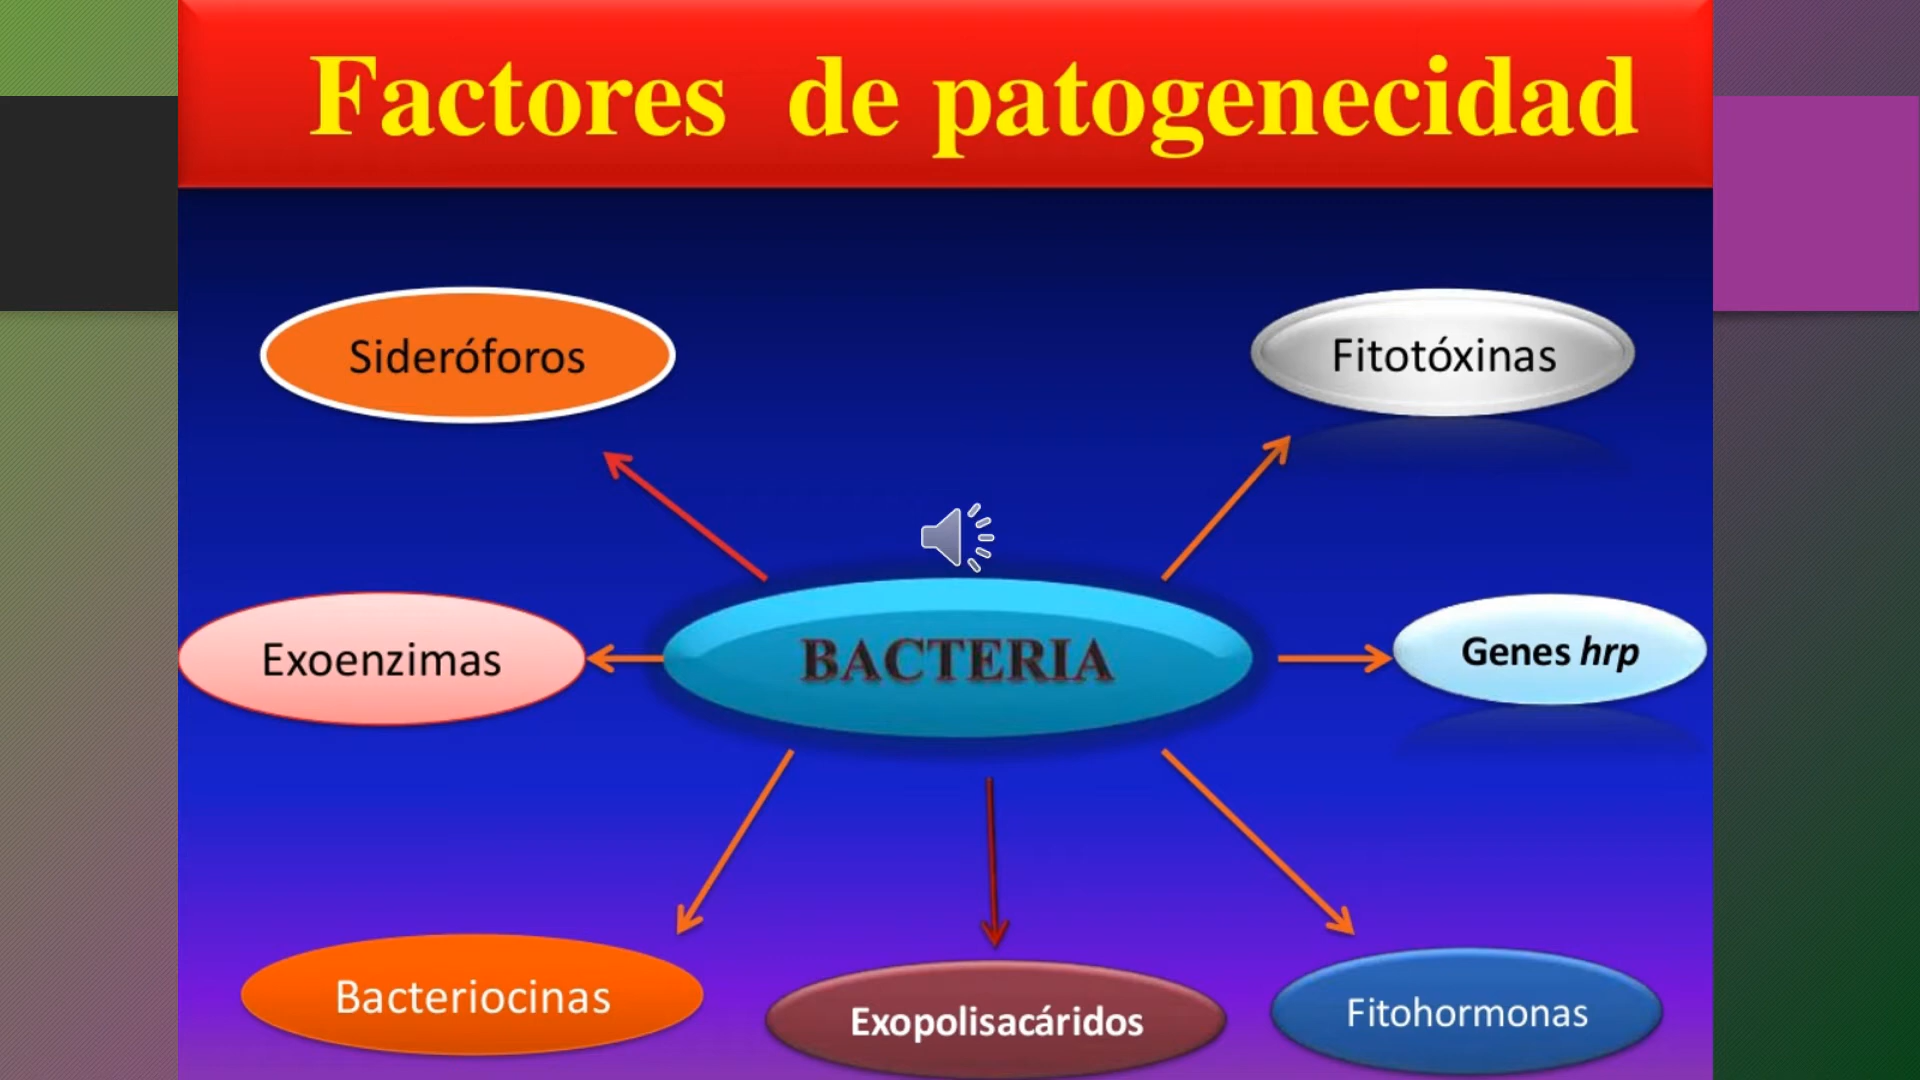 Factores de patogenecidad
Sideróforos
Fitotóxinas
Exoenzimas
BACTERIA
Genes hrp
Bacteriocinas
Exopolisacáridos
Fitohormonas